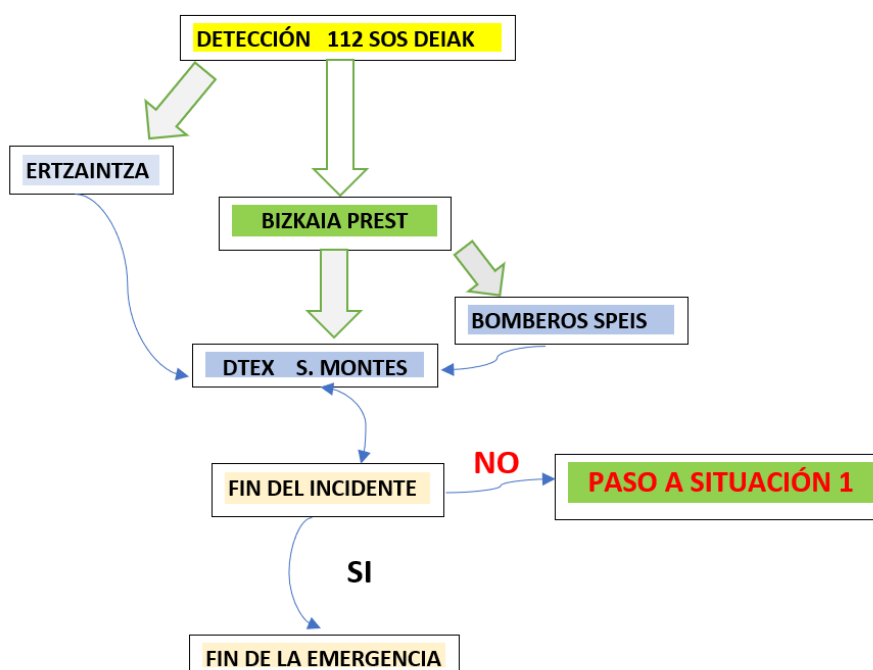 DETECCIÓN 112 SOS DEIAK
ERTZAINTZA
BIZKAIA PREST
BOMBEROS SPEIS
DTEX S. MONTES
NO
FIN DEL INCIDENTE
PASO A SITUACIÓN 1
SI
FIN DE LA EMERGENCIA